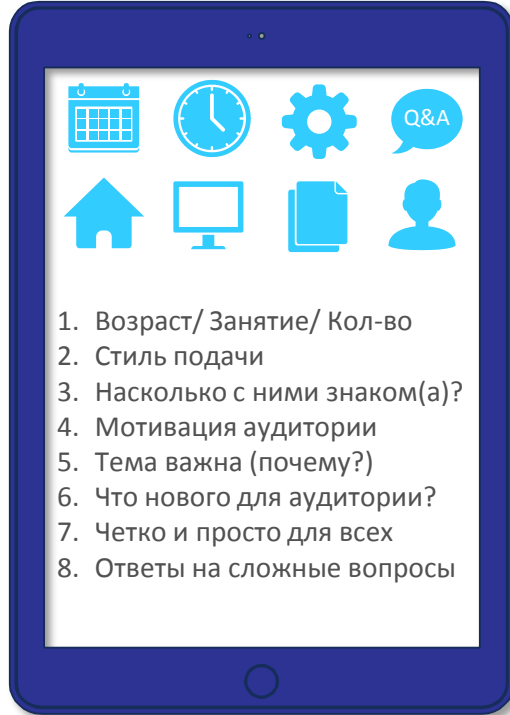 Q&A
1. Возраст/ Занятие/ Кол-во
2. Стиль подачи
3. Насколько с ними знаком(а)?
4. Мотивация аудитории
5. Тема важна (почему?)
6. Что нового для аудитории?
7. Четко и просто для всех
8. Ответы на сложные вопросы